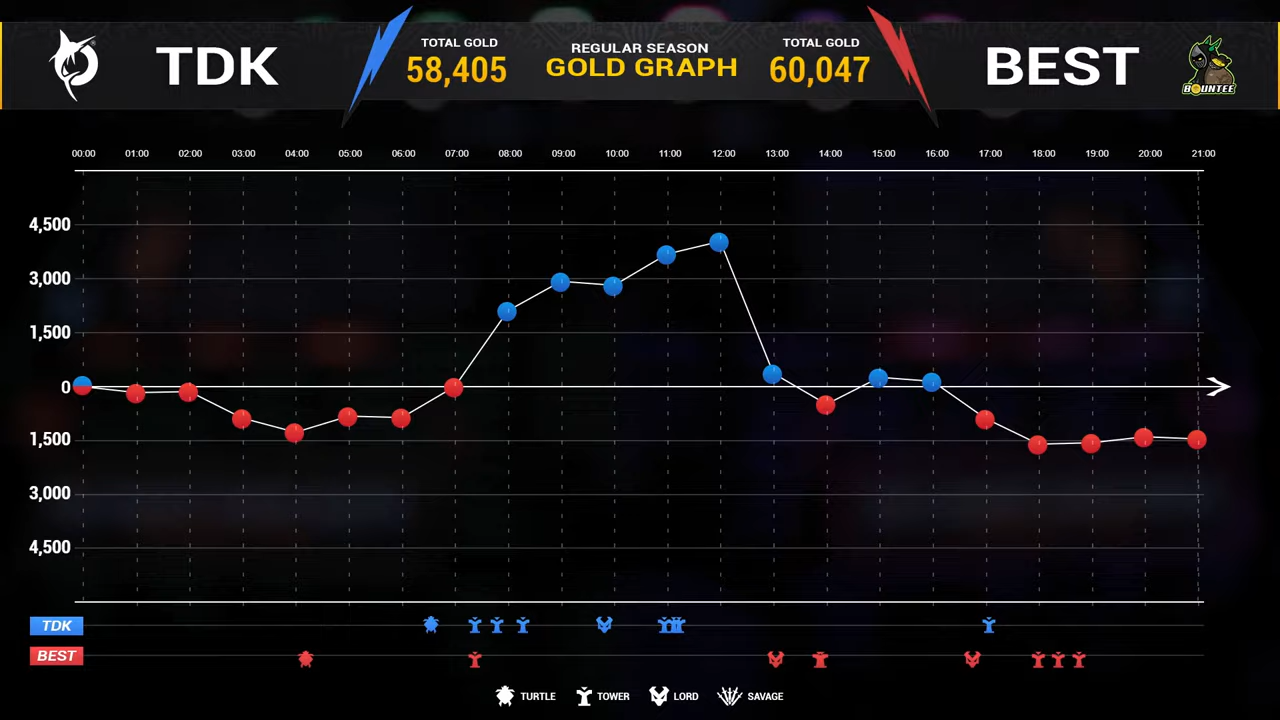 TDK
TOTAL GOLD
58,405
REGULAR SEASON
GOLD GRAPH
TOTAL GOLD
60,047
BEST
BOUNTEE
00:00 01:00 02:00 03:00 04:00 05:00 06:00 07:00 08:00 09:00 10:00 11:00 12:00 13:00 14:00 15:00 16:00 17:00 18:00 19:00 20:00 21:00
4,500
3,000
1,500
0
1,500
3,000
4,500
TDK
BEST
TURTLE TOWER LORD SAVAGE